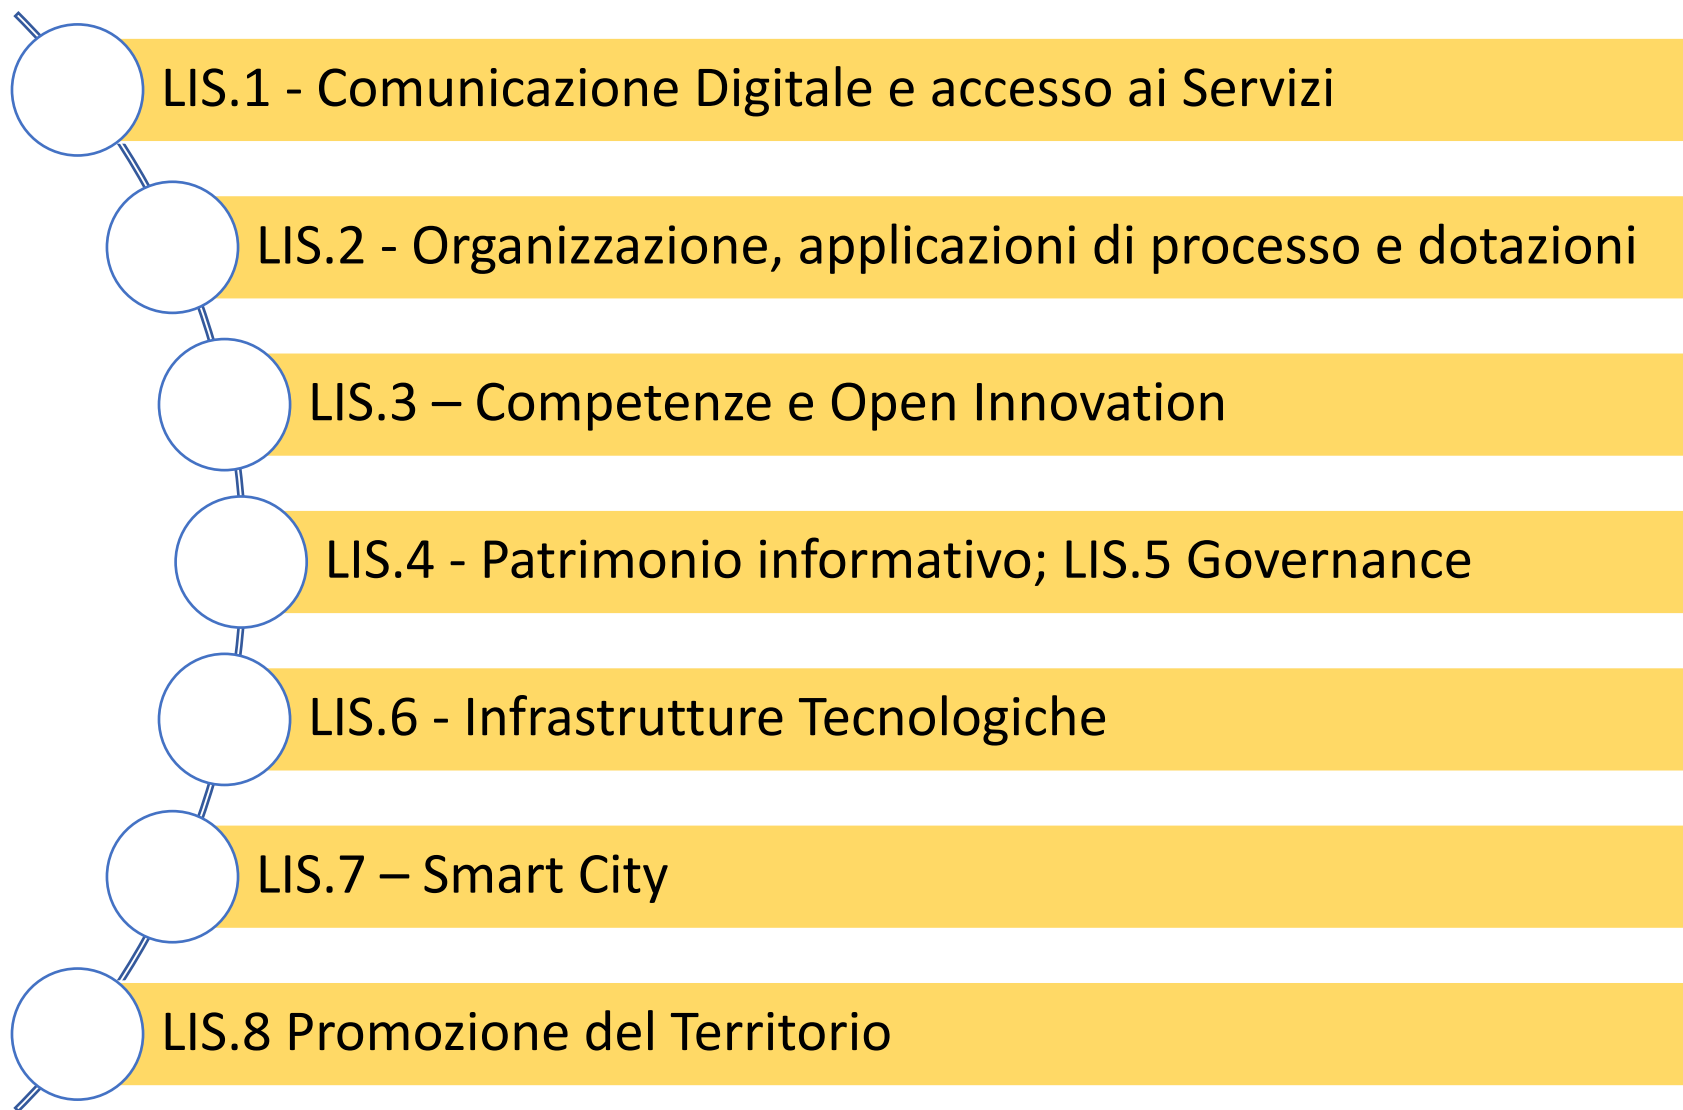 LIS.1 - Comunicazione Digitale e accesso ai Servizi
LIS.2 - Organizzazione, applicazioni di processo e dotazioni
LIS.3 – Competenze e Open Innovation
LIS.4 - Patrimonio informativo; LIS.5 Governance
LIS.6 - Infrastrutture Tecnologiche
LIS.7 – Smart City
LIS.8 Promozione del Territorio